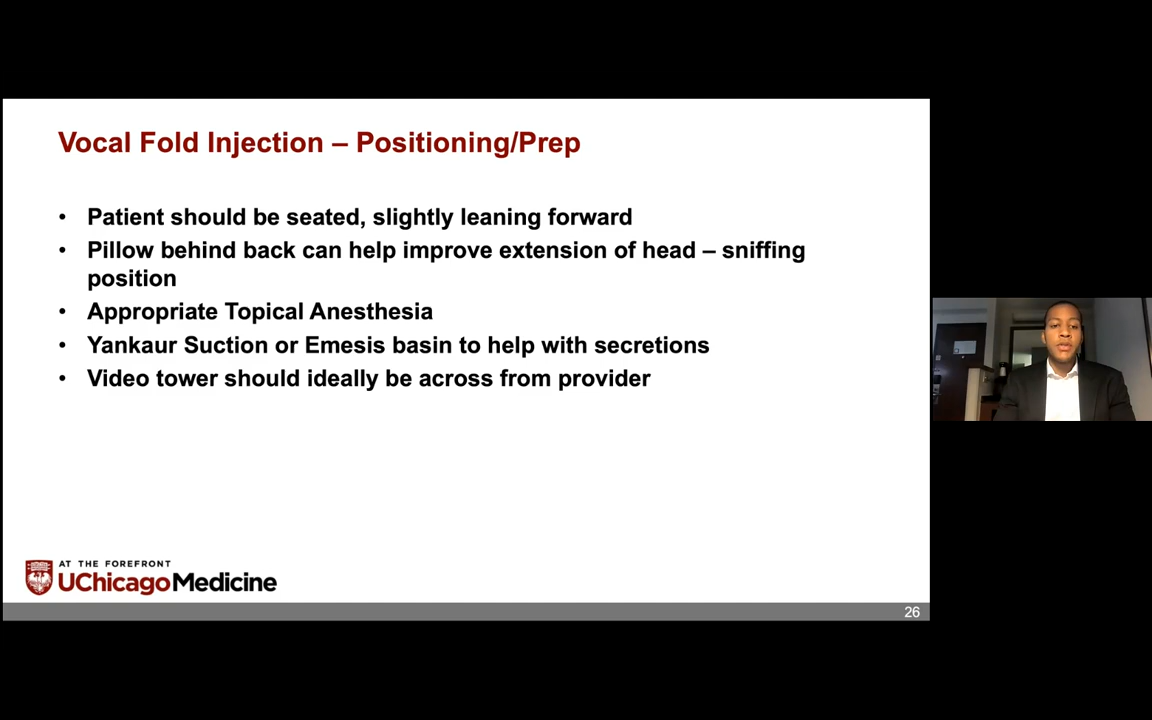 Vocal Fold Injection – Positioning/Prep
• Patient should be seated, slightly leaning forward
• Pillow behind back can help improve extension of head – sniffing
position
• Appropriate Topical Anesthesia
• Yankaur Suction or Emesis basin to help with secretions
• Video tower should ideally be across from provider
AT THE FOREFRONT
UChicagoMedicine
26